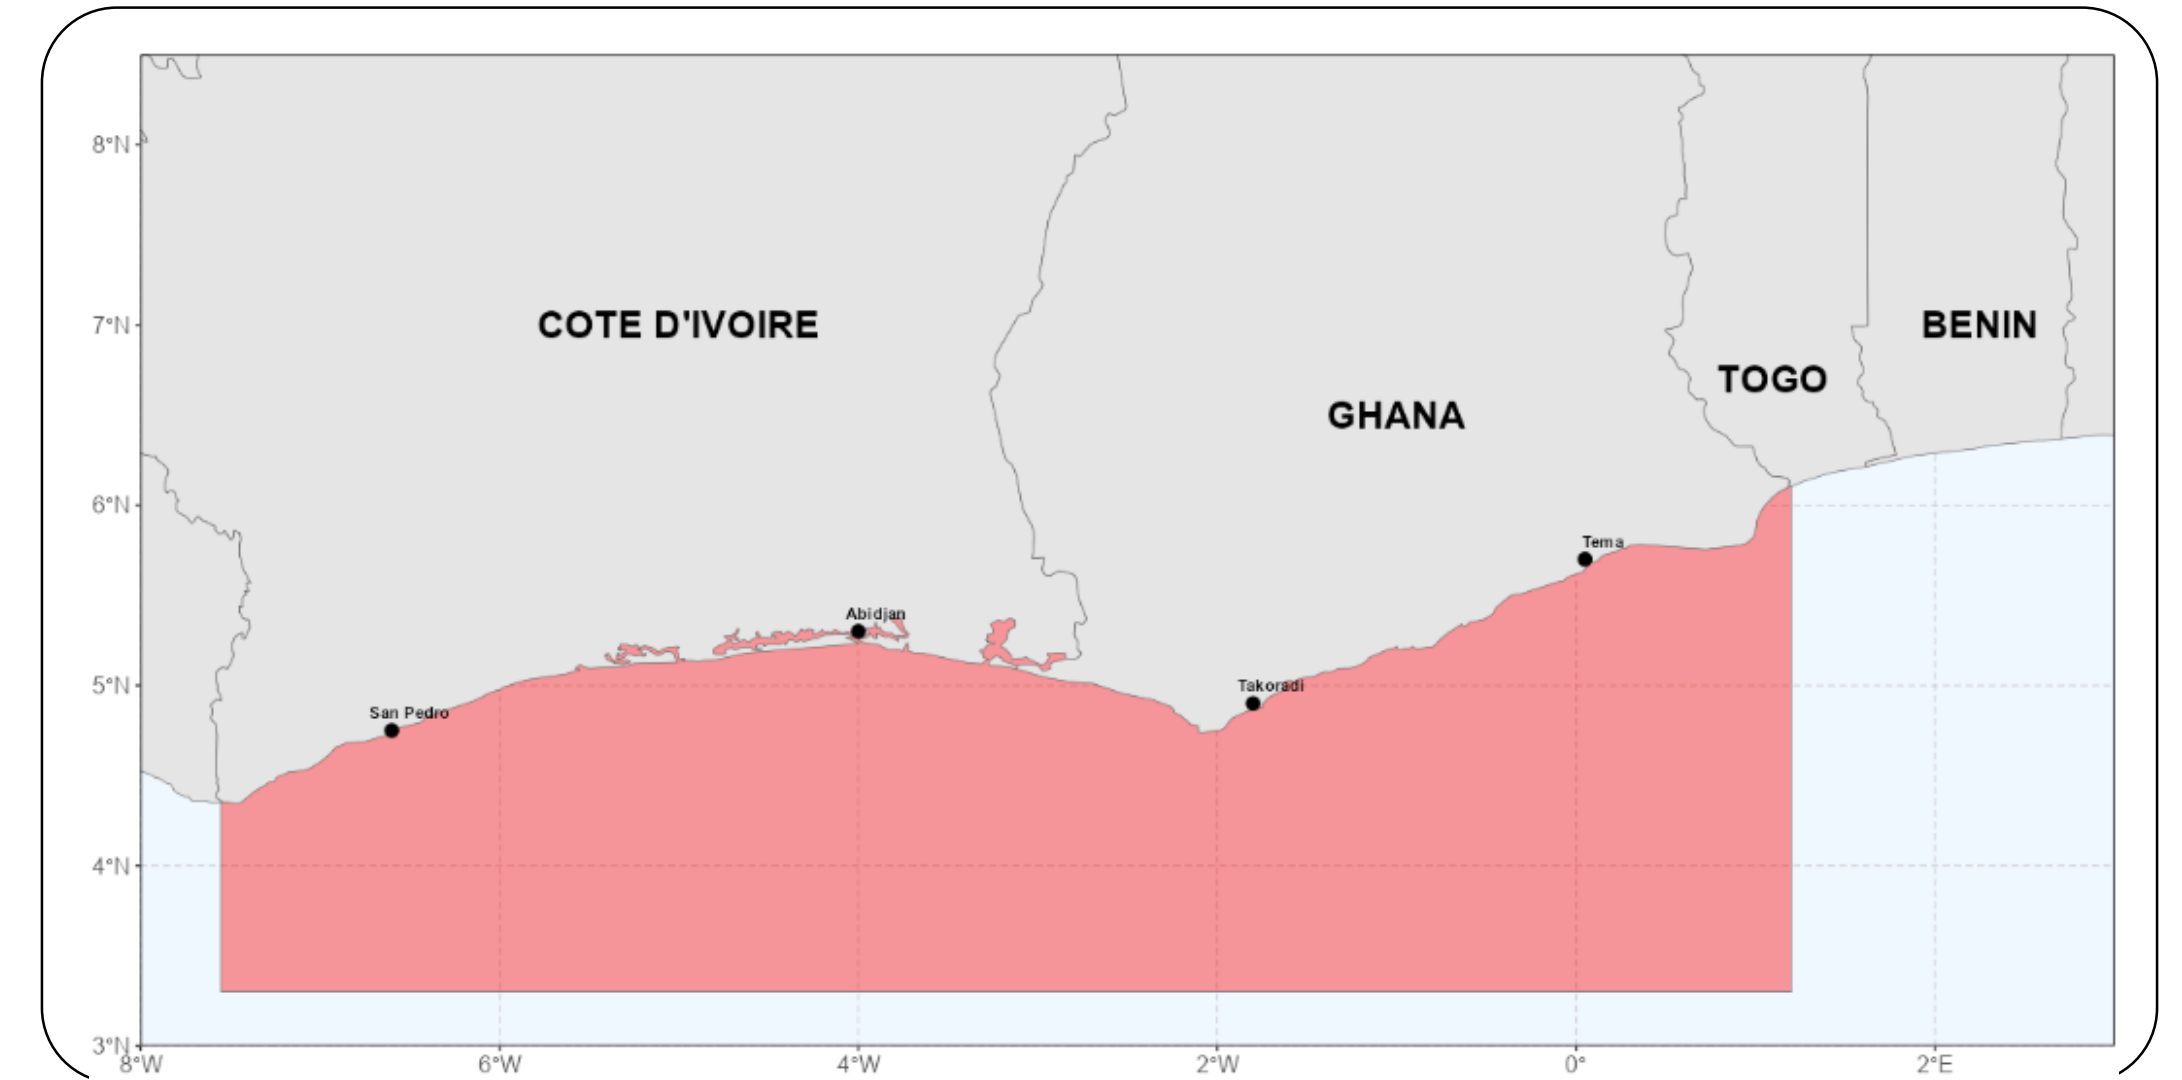 8°N
7°N
6°N
5°N
4°N
3°N
COTE D'IVOIRE
GHANA
TOGO
BENIN
Tema
Abidjan
Takoradi
San Pedro
8°W
6°W
4°W
2°W
0°
2°E